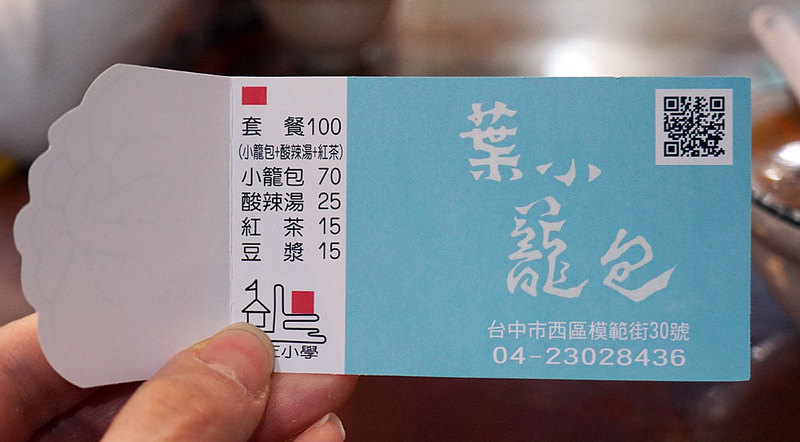 套 餐100
(小籠包+酸辣湯+紅茶)
小籠包 70
酸辣湯 25
紅 茶 15
豆 漿 15
小學
葉小
籠包
台中市西區模範街30號
04-23028436